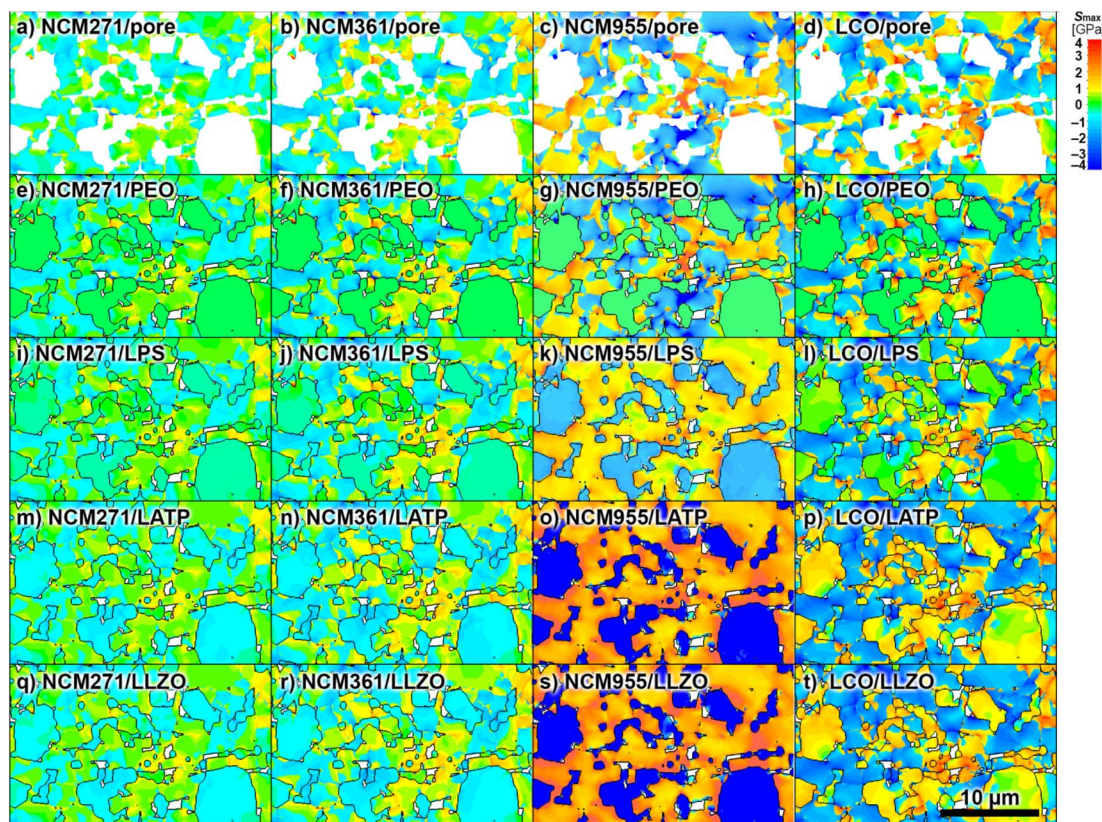 a) NCM271/pore b) NCM361/pore c) NCM955/pore d) LCO/pore
Smax
[GPa
4
3
2
1
0
−1
−2
−3
−4
e) NCM271/PEO f) NCM361/PEO g) NCM955/PEO h) LCO/PEO
i) NCM271/LPS j) NCM361/LPS k) NCM955/LPS l) LCO/LPS
m) NCM271/LATP n) NCM361/LATP o) NCM955/LATP p) LCO/LATP
q) NCM271/LLZO r) NCM361/LLZO s) NCM955/LLZO t) LCO/LLZO
10 μm